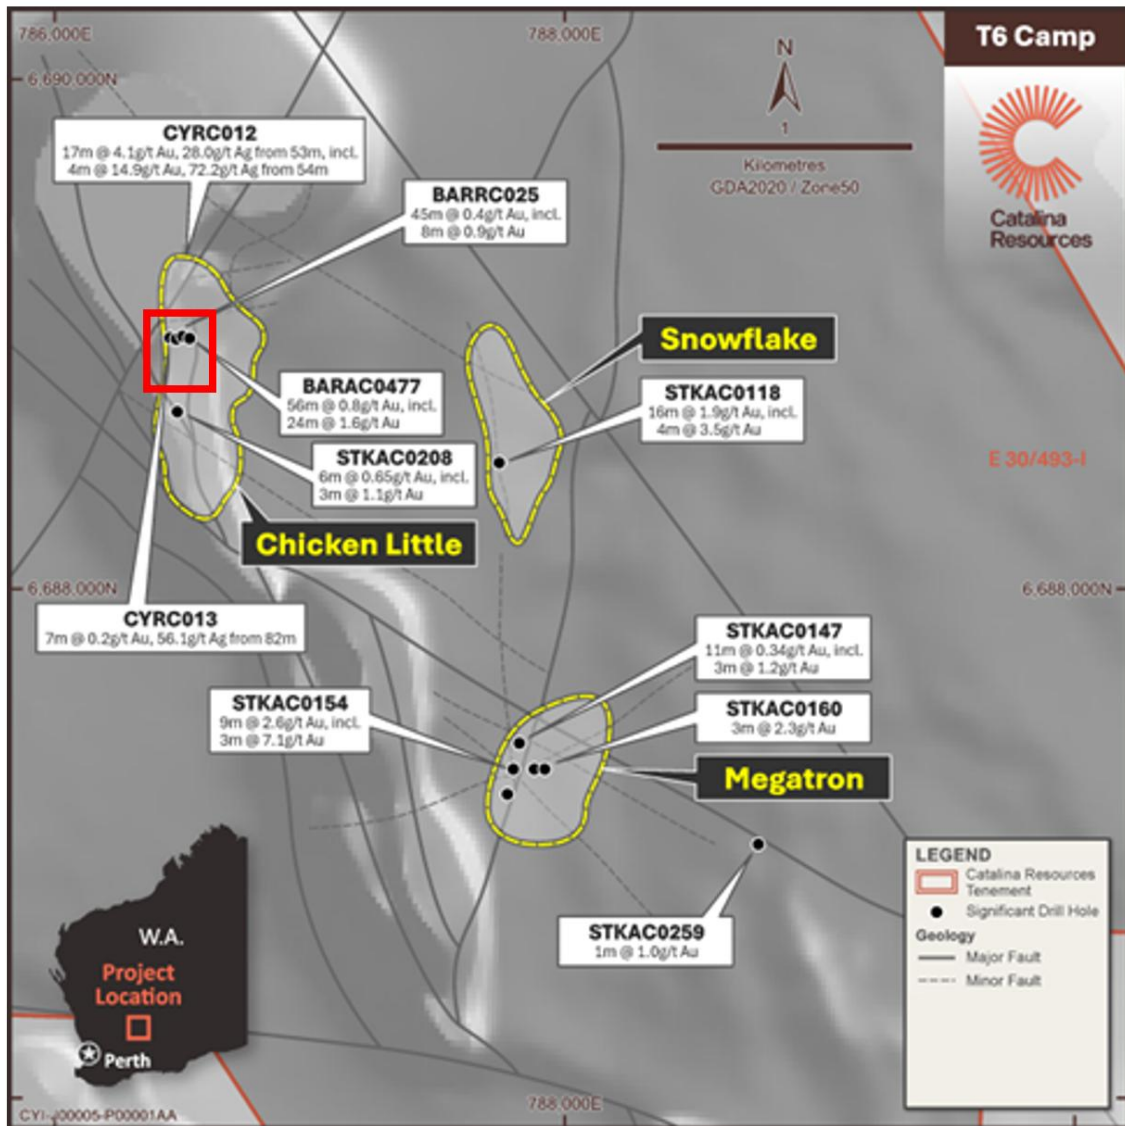 786,000E
788,000E
T6 Camp
6,690,000N
N
1
Kilometres
GDA2020 / Zone50
Catalina
Resources
CYRC012
17m @ 4.1g/t Au, 28.0g/t Ag from 53m, incl.
4m @ 14.9g/t Au, 72.2g/t Ag from 54m
BARRC025
45m @ 0.4g/t Au, incl.
8m @ 0.9g/t Au
Snowflake
BARAC0477
56m @ 0.8g/t Au, incl.
24m @ 1.6g/t Au
STKAC0118
16m @ 1.9g/t Au, incl.
4m @ 3.5g/t Au
STKAC0208
6m @ 0.65g/t Au, incl.
3m @ 1.1g/t Au
E 30/493-I
Chicken Little
6,688,000N
6,688,000N
CYRC013
7m @ 0.2g/t Au, 56.1g/t Ag from 82m
STKAC0147
11m @ 0.34g/t Au, incl.
3m @ 1.2g/t Au
STKAC0154
9m @ 2.6g/t Au, incl.
3m @ 7.1g/t Au
STKAC0160
3m @ 2.3g/t Au
Megatron
STKAC0259
1m @ 1.0g/t Au
LEGEND
Catalina Resources
Tenement
Significant Drill Hole
Geology
Major Fault
Minor Fault
W.A.
Project
Location
Perth
CYI-J00005-P00001AA
788,000E